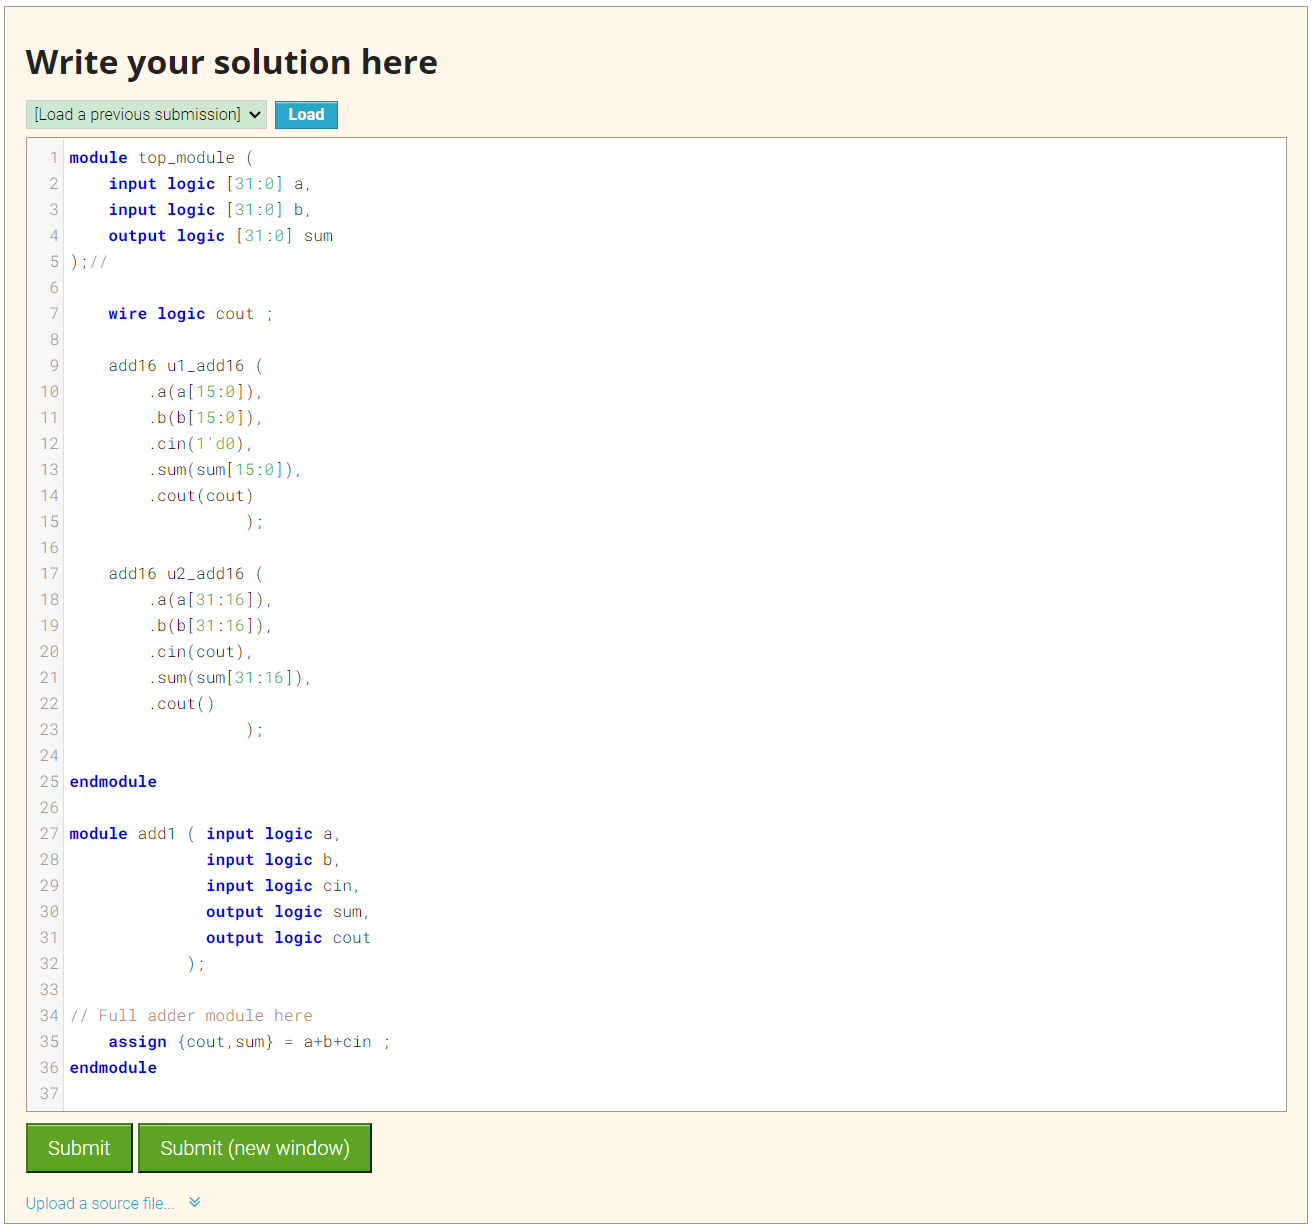 Write your solution here
[Load a previous submission] Load
1 module top_module (
2     input logic [31:0] a,
3     input logic [31:0] b,
4     output logic [31:0] sum
5 );//
6
7     wire logic cout ;
8
9     add16 u1_add16 (
10         .a(a[15:0]),
11         .b(b[15:0]),
12         .cin(1'd0),
13         .sum(sum[15:0]),
14         .cout(cout)
15                   );
16
17     add16 u2_add16 (
18         .a(a[31:16]),
19         .b(b[31:16]),
20         .cin(cout),
21         .sum(sum[31:16]),
22         .cout()
23                   );
24
25 endmodule
26
27 module add1 ( input logic a,
28               input logic b,
29               input logic cin,
30               output logic sum,
31               output logic cout
32             );
33
34 // Full adder module here
35     assign {cout,sum} = a+b+cin ;
36 endmodule
37
Submit Submit (new window)
Upload a source file...